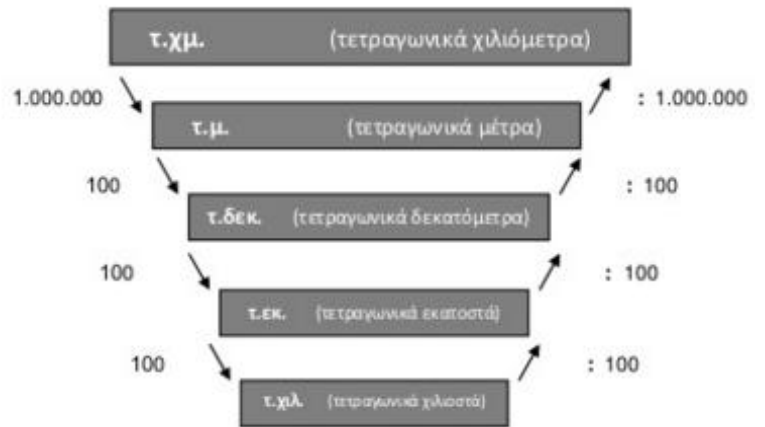 τ.χμ. (τετραγωνικά χιλιόμετρα)
1.000.000 : 1.000.000
τ.μ. (τετραγωνικά μέτρα)
100 : 100
τ.δεκ. (τετραγωνικά δεκατόμετρα)
100 : 100
τ.εκ. (τετραγωνικά εκατοστά)
100 : 100
τ.χιλ. (τετραγωνικά χιλιοστά)